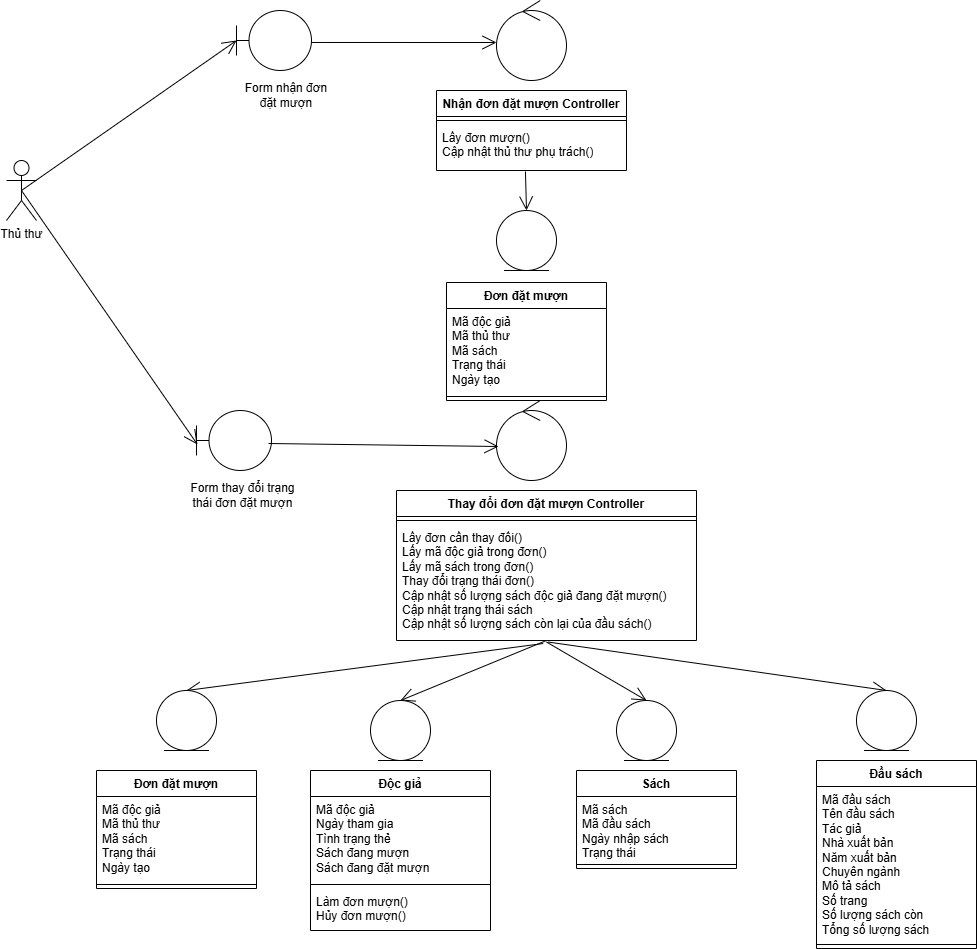 Form nhận đơn
đặt mượn
Nhận đơn đặt mượn Controller
Lấy đơn mượn()
Cập nhật thủ thư phụ trách()
Thủ thư
Đơn đặt mượn
Mã độc giả
Mã thủ thư
Mã sách
Trạng thái
Ngày tạo
Form thay đổi trạng
thái đơn đặt mượn
Thay đổi đơn đặt mượn Controller
Lấy đơn cần thay đổi()
Lấy mã độc giả trong đơn()
Lấy mã sách trong đơn()
Thay đổi trạng thái đơn()
Cập nhật số lượng sách độc giả đang đặt mượn()
Cập nhật trạng thái sách
Cập nhật số lượng sách còn lại của đầu sách()
Đơn đặt mượn
Mã độc giả
Mã thủ thư
Mã sách
Trạng thái
Ngày tạo
Độc giả
Mã độc giả
Ngày tham gia
Tình trạng thẻ
Sách đang mượn
Sách đang đặt mượn
Làm đơn mượn()
Hủy đơn mượn()
Sách
Mã sách
Mã đầu sách
Ngày nhập sách
Trạng thái
Đầu sách
Mã đầu sách
Tên đầu sách
Tác giả
Nhà xuất bản
Năm xuất bản
Chuyên ngành
Mô tả sách
Số trang
Số lượng sách còn
Tổng số lượng sách